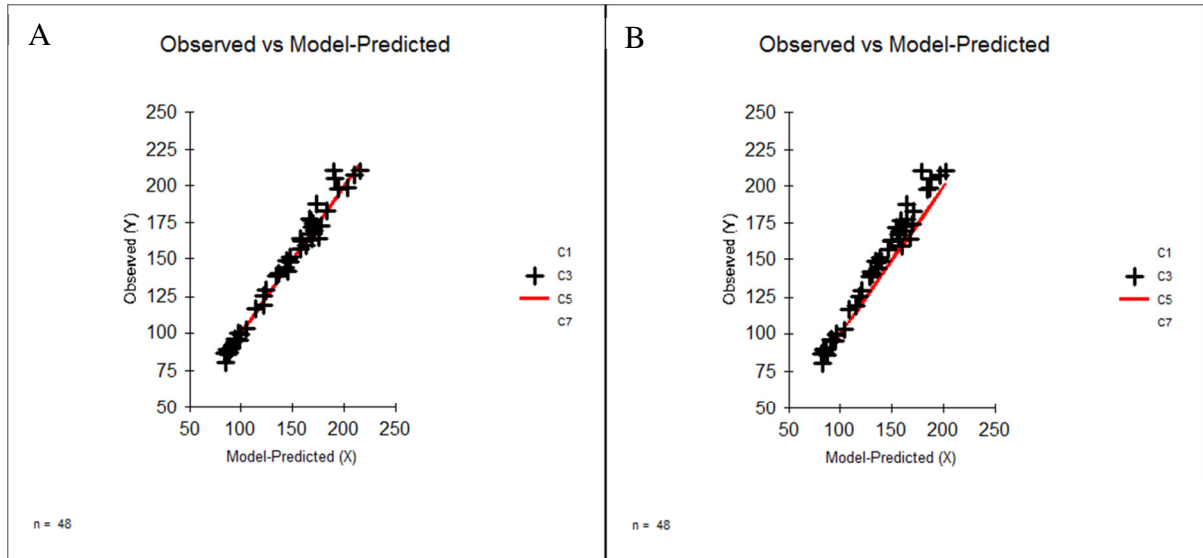 A
Observed vs Model-Predicted
250
225
200
175
150
125
100
75
50
Observed (Y)
50 100 150 200 250
Model-Predicted (X)
C1
C3
C5
C7
n = 48
B
Observed vs Model-Predicted
250
225
200
175
150
125
100
75
50
Observed (Y)
50 100 150 200 250
Model-Predicted (X)
C1
C3
C5
C7
n = 48